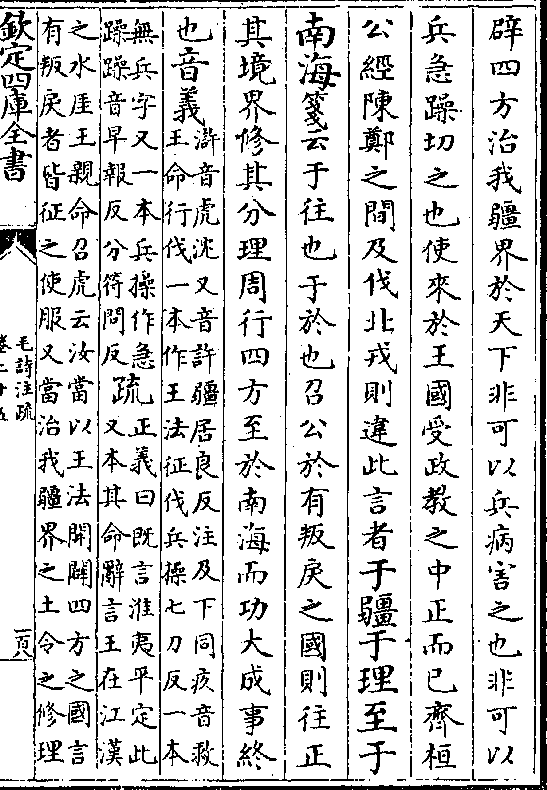 辟四方治我疆界於天下非可以兵病害之也非可以
兵急躁切之也使來於王國受政教之中正而已齊桓
公經陳鄭之間及伐北戎則違此言者于疆于理至于
南海箋云于往也于於也召公於有叛戾之國則往正
其境界修其分理周行四方至於南海而功大成事終
也音義
滸音虎沈又音許疆居良反注及下同疚音救
王命行伐一本作王法征伐兵操七刀反一本
無兵字又一本兵操作急
躁躁音早報反分符問反
疏
正義曰既言淮夷平定此
又本其命辭言王在江漢
之水厓王親命召虎云汝當以王法開闢四方之國言
有叛戾者皆征之使服又當治我疆界之土令之修理
欽定四庫全書
毛詩注疏
卷二十五